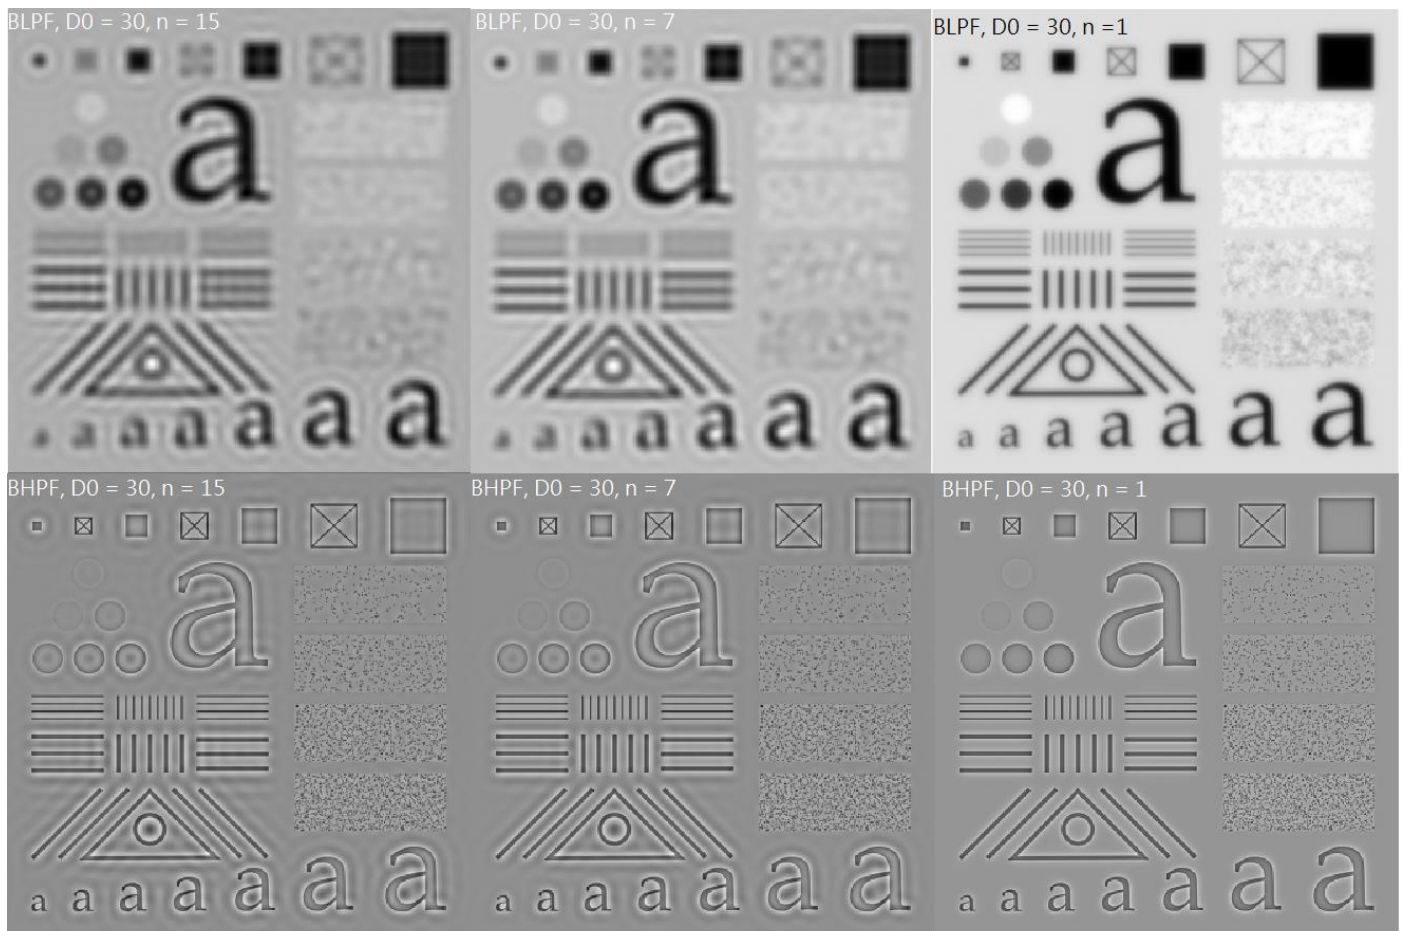 BLPF, D0 = 30, n = 15
BLPF, D0 = 30, n = 7
BLPF, D0 = 30, n =1
a
a a a a a a a
a
a a a a a a a
a
a a a a a a a
BHPF, D0 = 30, n = 15
BHPF, D0 = 30, n = 7
BHPF, D0 = 30, n = 1
a
a a a a a a a
a
a a a a a a a
a
a a a a a a a